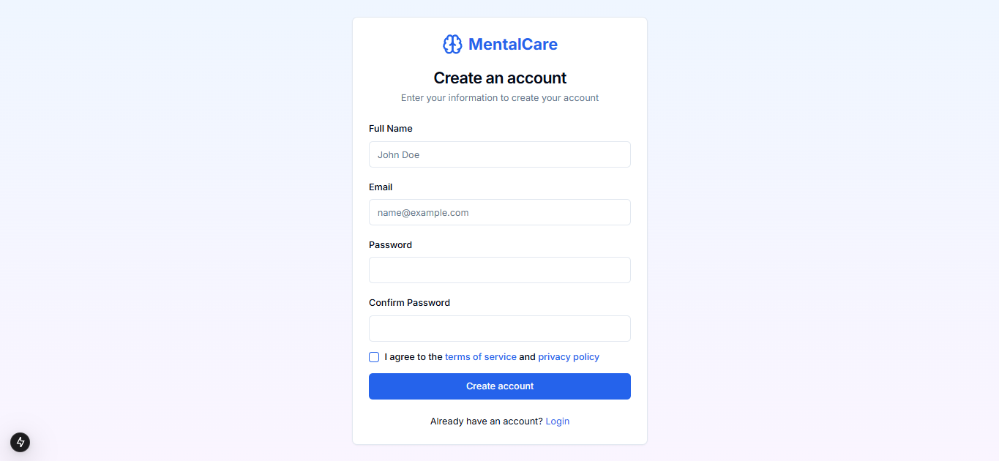 MentalCare
Create an account
Enter your information to create your account
Full Name
John Doe
Email
name@example.com
Password
Confirm Password
I agree to the terms of service and privacy policy
Create account
Already have an account? Login